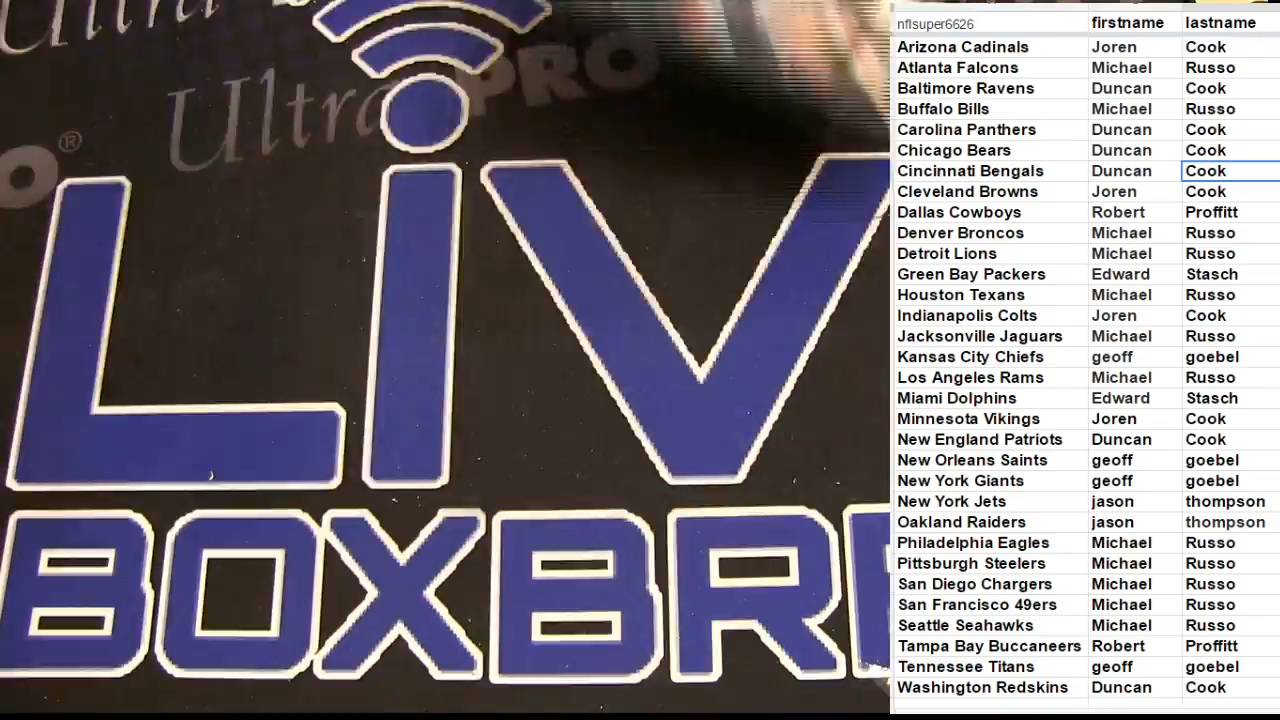 Ultra
Ultra PRO
O®
LiV
BOXBR
nflsuper6626 firstname lastname
Arizona Cadinals Joren Cook
Atlanta Falcons Michael Russo
Baltimore Ravens Duncan Cook
Buffalo Bills Michael Russo
Carolina Panthers Duncan Cook
Chicago Bears Duncan Cook
Cincinnati Bengals Duncan Cook
Cleveland Browns Joren Cook
Dallas Cowboys Robert Proffitt
Denver Broncos Michael Russo
Detroit Lions Michael Russo
Green Bay Packers Edward Stasch
Houston Texans Michael Russo
Indianapolis Colts Joren Cook
Jacksonville Jaguars Michael Russo
Kansas City Chiefs geoff goebel
Los Angeles Rams Michael Russo
Miami Dolphins Edward Stasch
Minnesota Vikings Joren Cook
New England Patriots Duncan Cook
New Orleans Saints geoff goebel
New York Giants geoff goebel
New York Jets jason thompson
Oakland Raiders jason thompson
Philadelphia Eagles Michael Russo
Pittsburgh Steelers Michael Russo
San Diego Chargers Michael Russo
San Francisco 49ers Michael Russo
Seattle Seahawks Michael Russo
Tampa Bay Buccaneers Robert Proffitt
Tennessee Titans geoff goebel
Washington Redskins Duncan Cook